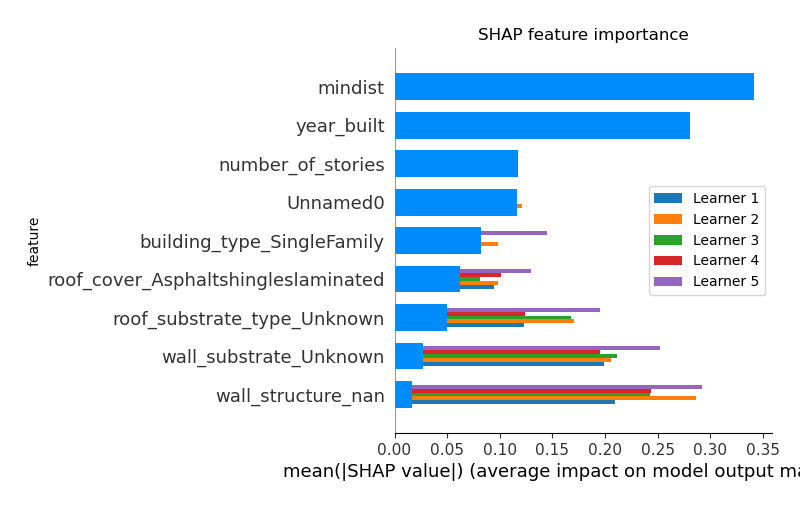 SHAP feature importance
mindist
year_built
number_of_stories
Unnamed0
building_type_SingleFamily
roof_cover_Asphaltshingleslaminated
roof_substrate_type_Unknown
wall_substrate_Unknown
wall_structure_nan
feature
Learner 1
Learner 2
Learner 3
Learner 4
Learner 5
0.00 0.05 0.10 0.15 0.20 0.25 0.30 0.35
mean(|SHAP value|) (average impact on model output ma